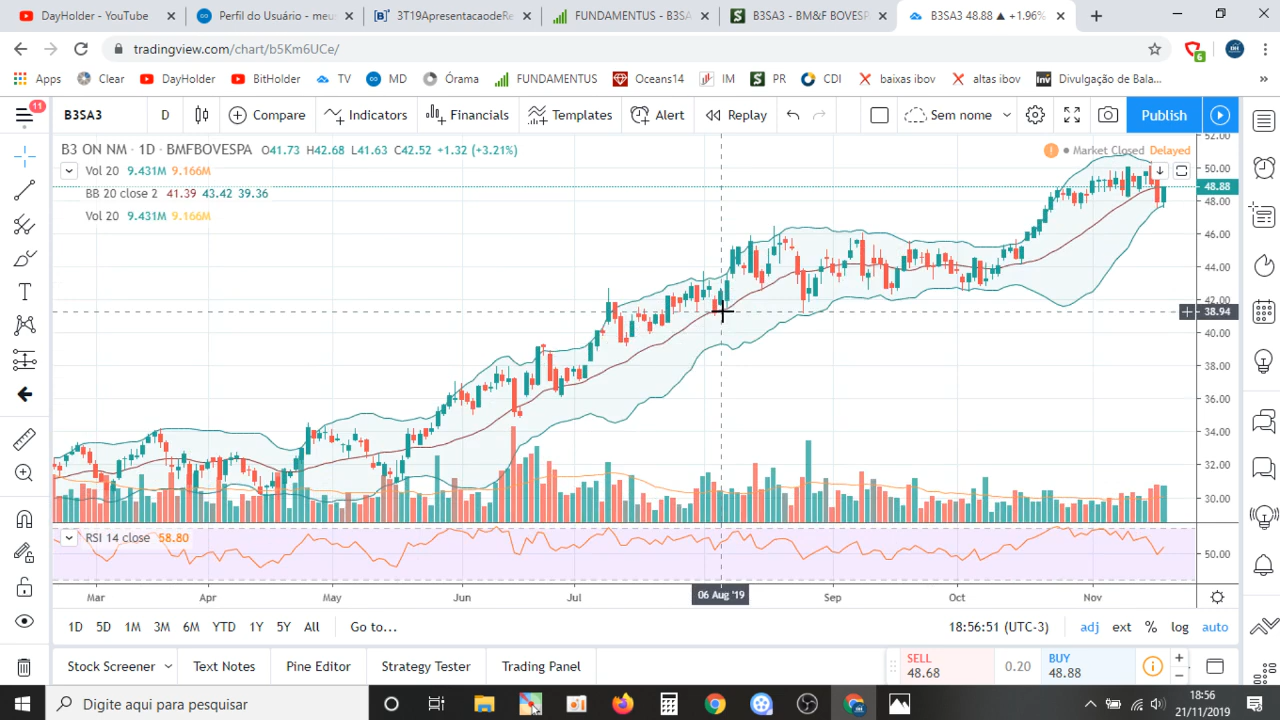 DayHolder - YouTube
Perfil do Usuário - meus
3T19ApresentacaodeRe
FUNDAMENTUS - B3SA
B3SA3 - BM&F BOVESP
B3SA3 48.88 ▲ +1.96%
tradingview.com/chart/b5Km6UCe/
6
Apps
Clear
DayHolder
BitHolder
TV
MD
Órama
FUNDAMENTUS
Oceans14
IM
PR
CDI
baixas ibov
altas ibov
Divulgação de Bala...
»
11
B3SA3
D
Compare
Indicators
Financials
Templates
Alert
Replay
Sem nome
Publish
B3 ON NM · 1D · BMFBOVESPA O41.73 H42.68 L41.63 C42.52 +1.32 (+3.21%)
Market Closed Delayed
Vol 20 9.431M 9.166M
BB 20 close 2 41.39 43.42 39.36
Vol 20 9.431M 9.166M
52.00
50.00
48.88
48.00
46.00
44.00
42.00
38.94
40.00
38.00
36.00
34.00
32.00
30.00
RSI 14 close 58.80
50.00
Mar
Apr
May
Jun
Jul
06 Aug '19
Sep
Oct
Nov
1D 5D 1M 3M 6M YTD 1Y 5Y All Go to...
18:56:51 (UTC-3)
adj ext % log auto
Stock Screener
Text Notes
Pine Editor
Strategy Tester
Trading Panel
SELL
48.68
0.20
BUY
48.88
Digite aqui para pesquisar
18:56
21/11/2019